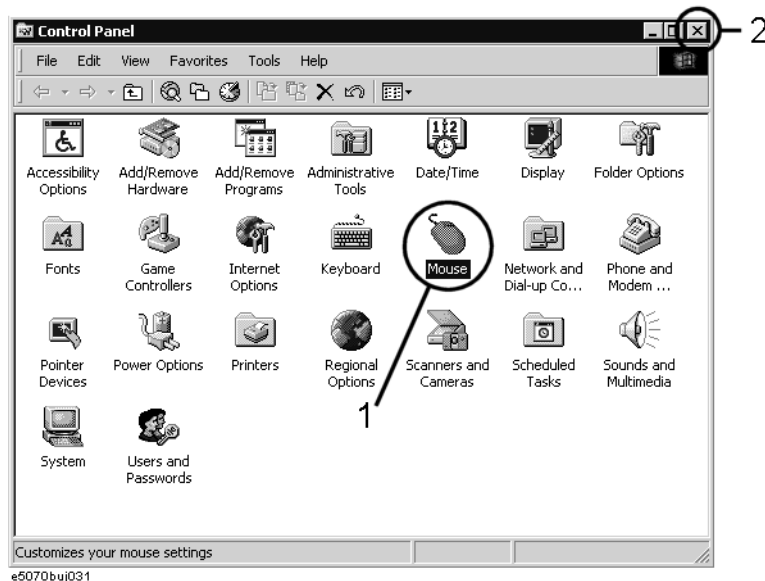 Control Panel
2
File Edit View Favorites Tools Help
Accessibility Options
Add/Remove Hardware
Add/Remove Programs
Administrative Tools
12
Date/Time
Display
Folder Options
Fonts
Game Controllers
Internet Options
Keyboard
Mouse
Network and Dial-up Co...
Phone and Modem ...
Pointer Devices
Power Options
Printers
Regional Options
Scanners and Cameras
Scheduled Tasks
Sounds and Multimedia
1
System
Users and Passwords
Customizes your mouse settings
e5070bui031